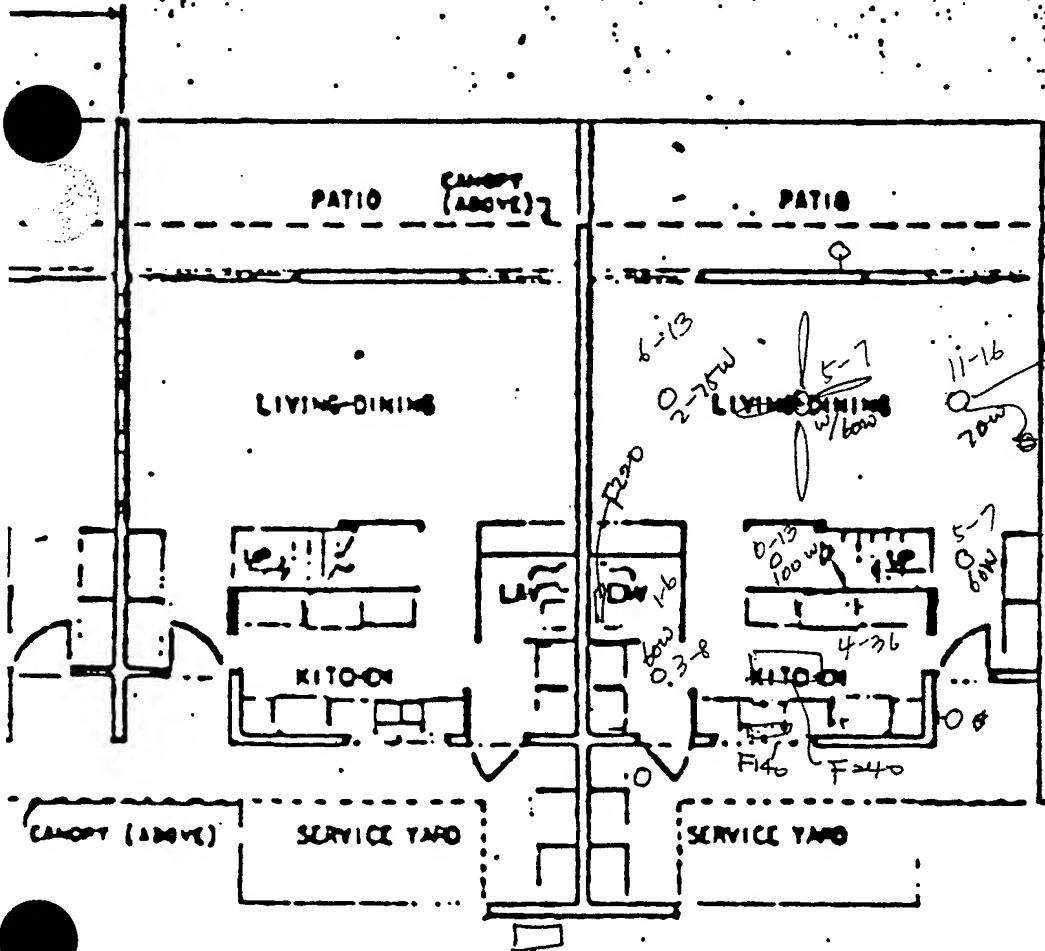 PATIO
CANOPY
(ABOVE)
PATIO
6-13
2-75W
5-7
W/60W
11-16
70W
LIVING-DINING
LIVING-DINING
F220
UP
LAV
1-6
60W
0.3-8
0-13
100W
UP
5-7
60W
4-36
KITCHEN
KITCHEN
F140
F240
CANOPY (ABOVE)
SERVICE YARD
SERVICE YARD